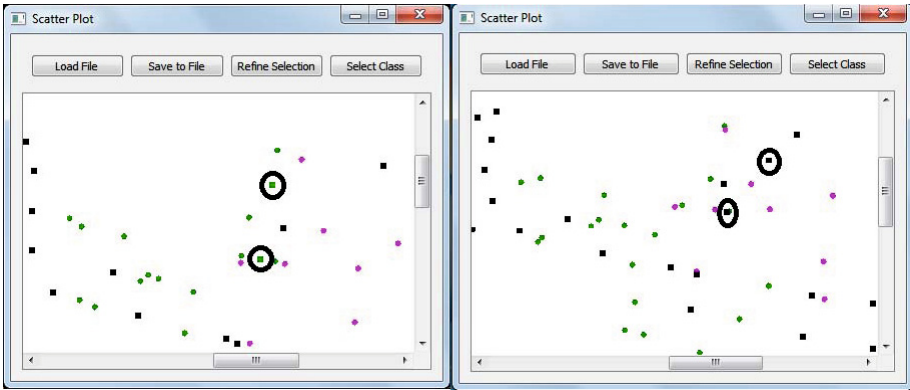 Scatter Plot
Load File
Save to File
Refine Selection
Select Class
Scatter Plot
Load File
Save to File
Refine Selection
Select Class